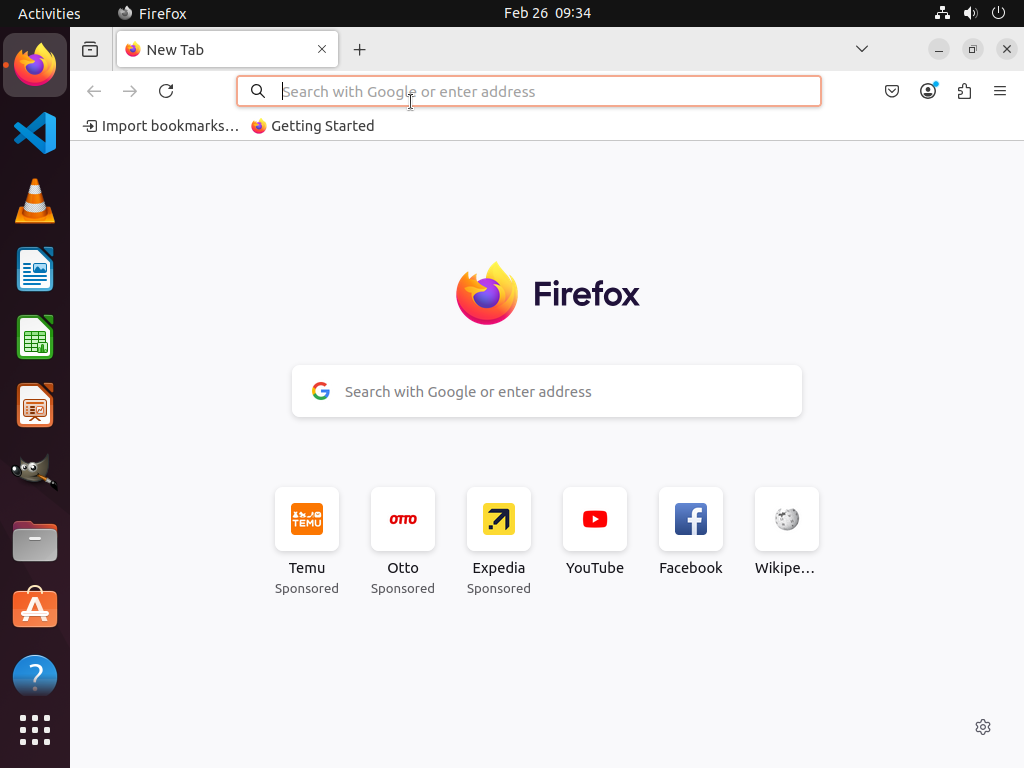 Activities
Firefox
Feb 26 09:34
New Tab
Search with Google or enter address
Import bookmarks…
Getting Started
Firefox
Search with Google or enter address
TEMU
OTTO
Temu
Otto
Expedia
YouTube
Facebook
Wikipe…
Sponsored
Sponsored
Sponsored